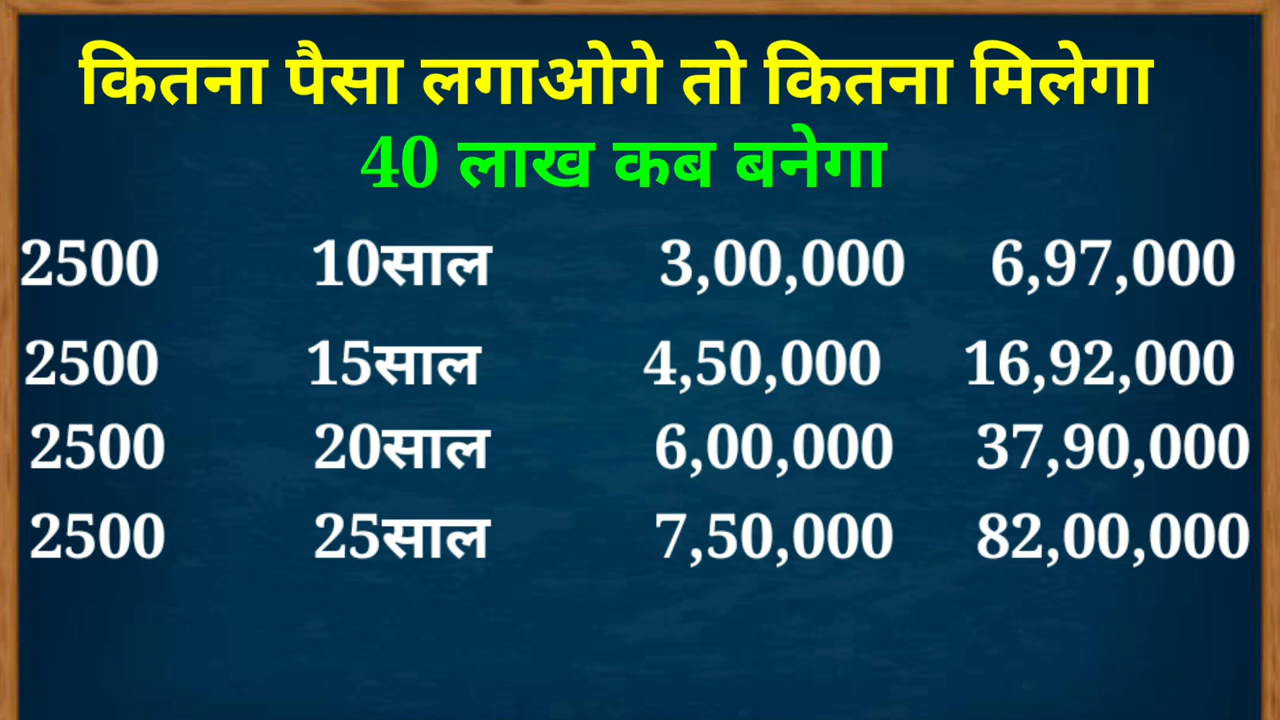 कितना पैसा लगाओगे तो कितना मिलेगा
40 लाख कब बनेगा
2500 10साल 3,00,000 6,97,000
2500 15साल 4,50,000 16,92,000
2500 20साल 6,00,000 37,90,000
2500 25साल 7,50,000 82,00,000